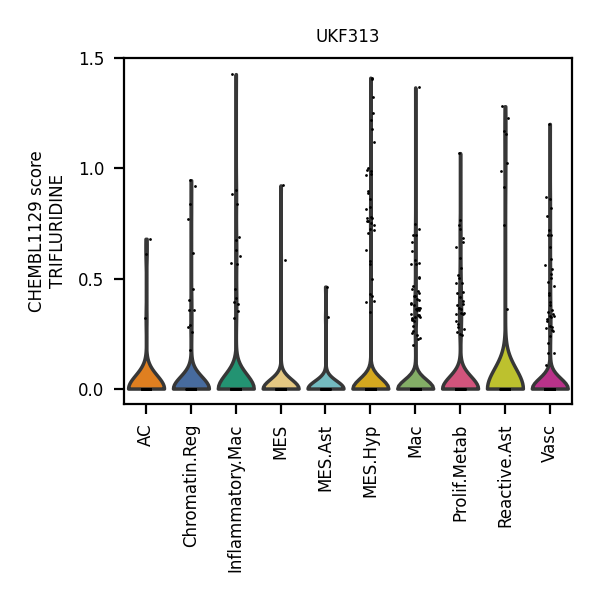 UKF313
CHEMBL1129 score
TRIFLURIDINE
1.5
1.0
0.5
0.0
AC
Chromatin.Reg
Inflammatory.Mac
MES
MES.Ast
MES.Hyp
Mac
Prolif.Metab
Reactive.Ast
Vasc